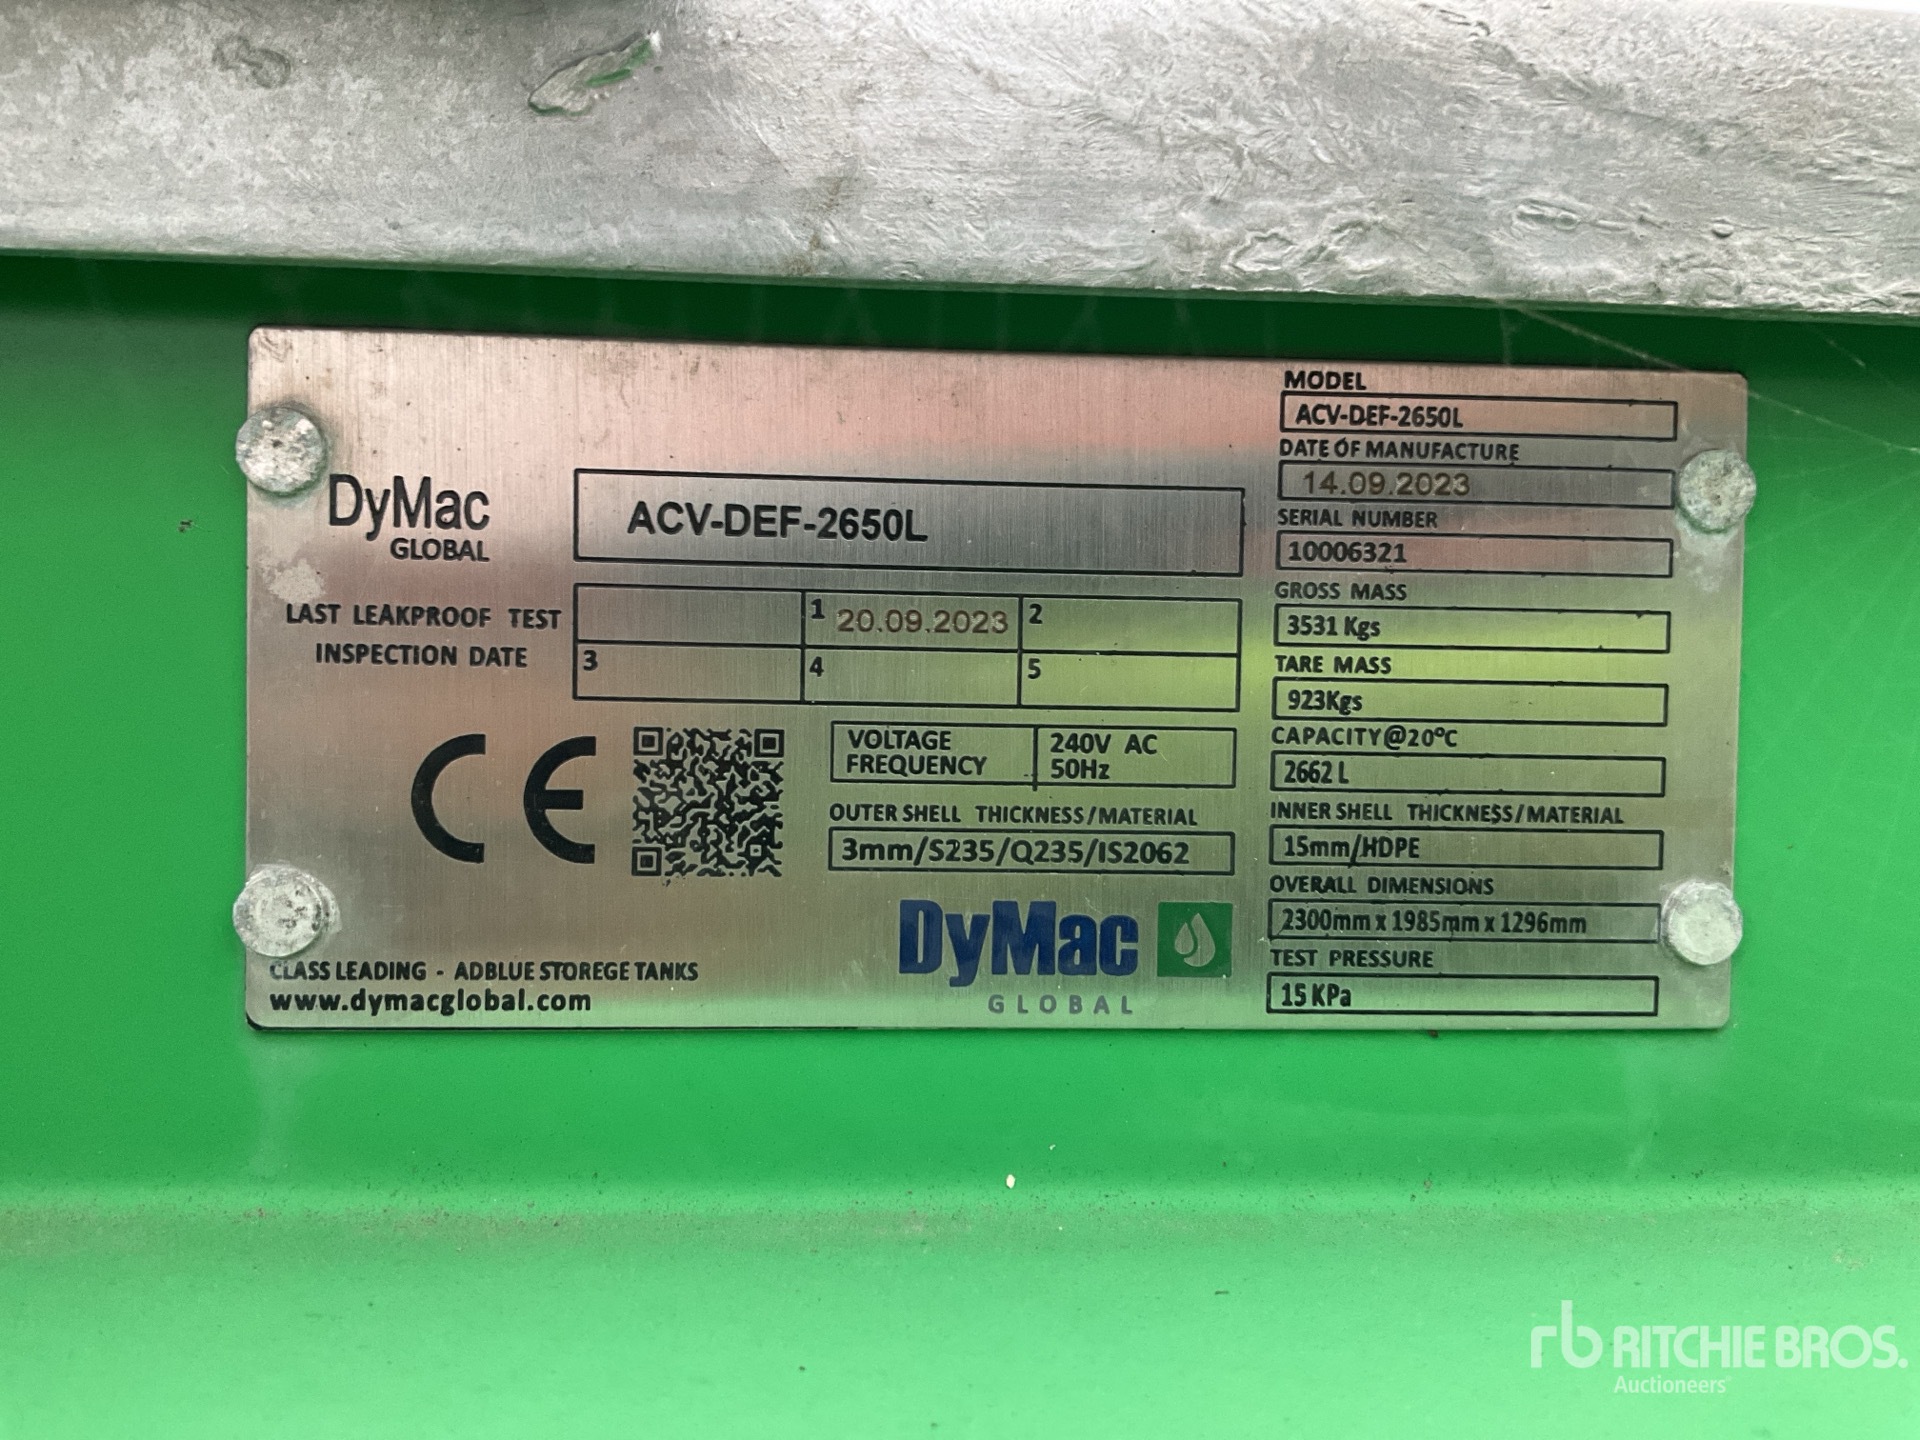 DyMac
GLOBAL
ACV-DEF-2650L
LAST LEAKPROOF TEST
INSPECTION DATE
1 20.09.2023 2
3 4 5
CE
VOLTAGE 240V AC
FREQUENCY 50Hz
OUTER SHELL THICKNESS/MATERIAL
3mm/S235/Q235/IS2062
DyMac
GLOBAL
CLASS LEADING - ADBLUE STOREGE TANKS
www.dymacglobal.com
MODEL
ACV-DEF-2650L
DATE OF MANUFACTURE
14.09.2023
SERIAL NUMBER
10006321
GROSS MASS
3531 Kgs
TARE MASS
923Kgs
CAPACITY@20°C
2662 L
INNER SHELL THICKNESS/MATERIAL
15mm/HDPE
OVERALL DIMENSIONS
2300mm x 1985mm x 1296mm
TEST PRESSURE
15 KPa
rb RITCHIE BROS.
Auctioneers